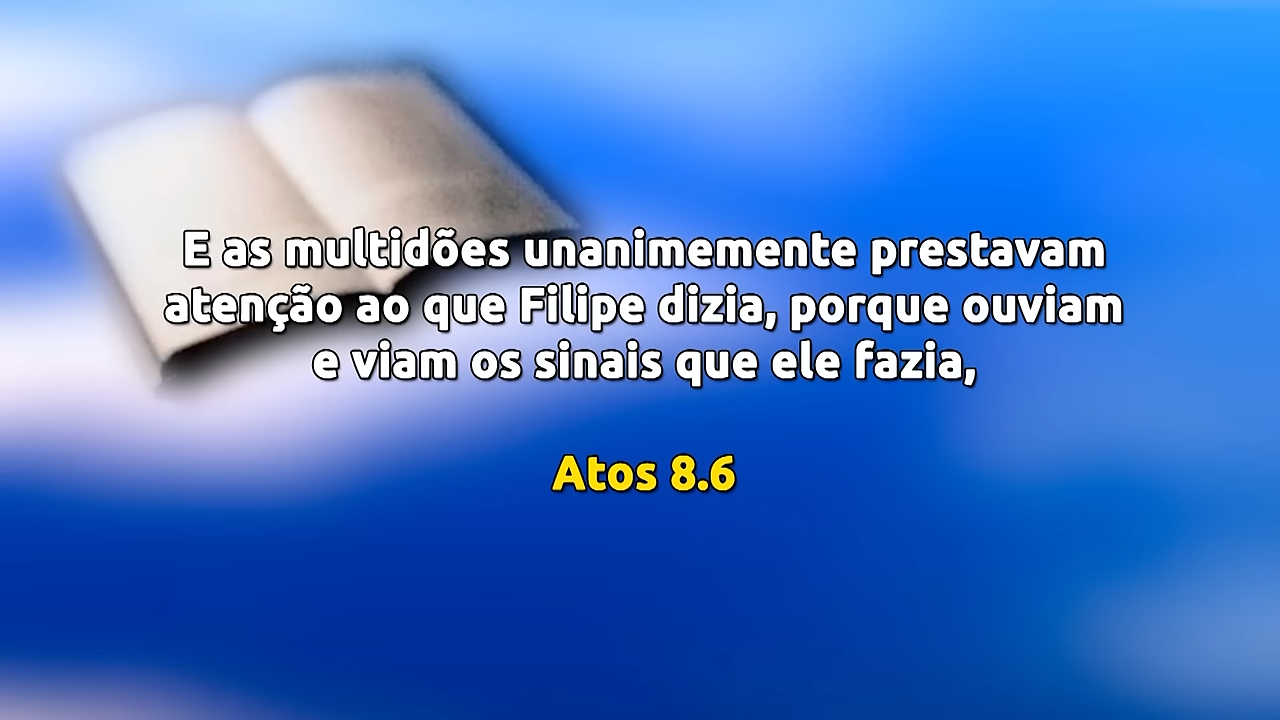 E as multidões unanimemente prestavam
atenção ao que Filipe dizia, porque ouviam
e viam os sinais que ele fazia,
Atos 8.6